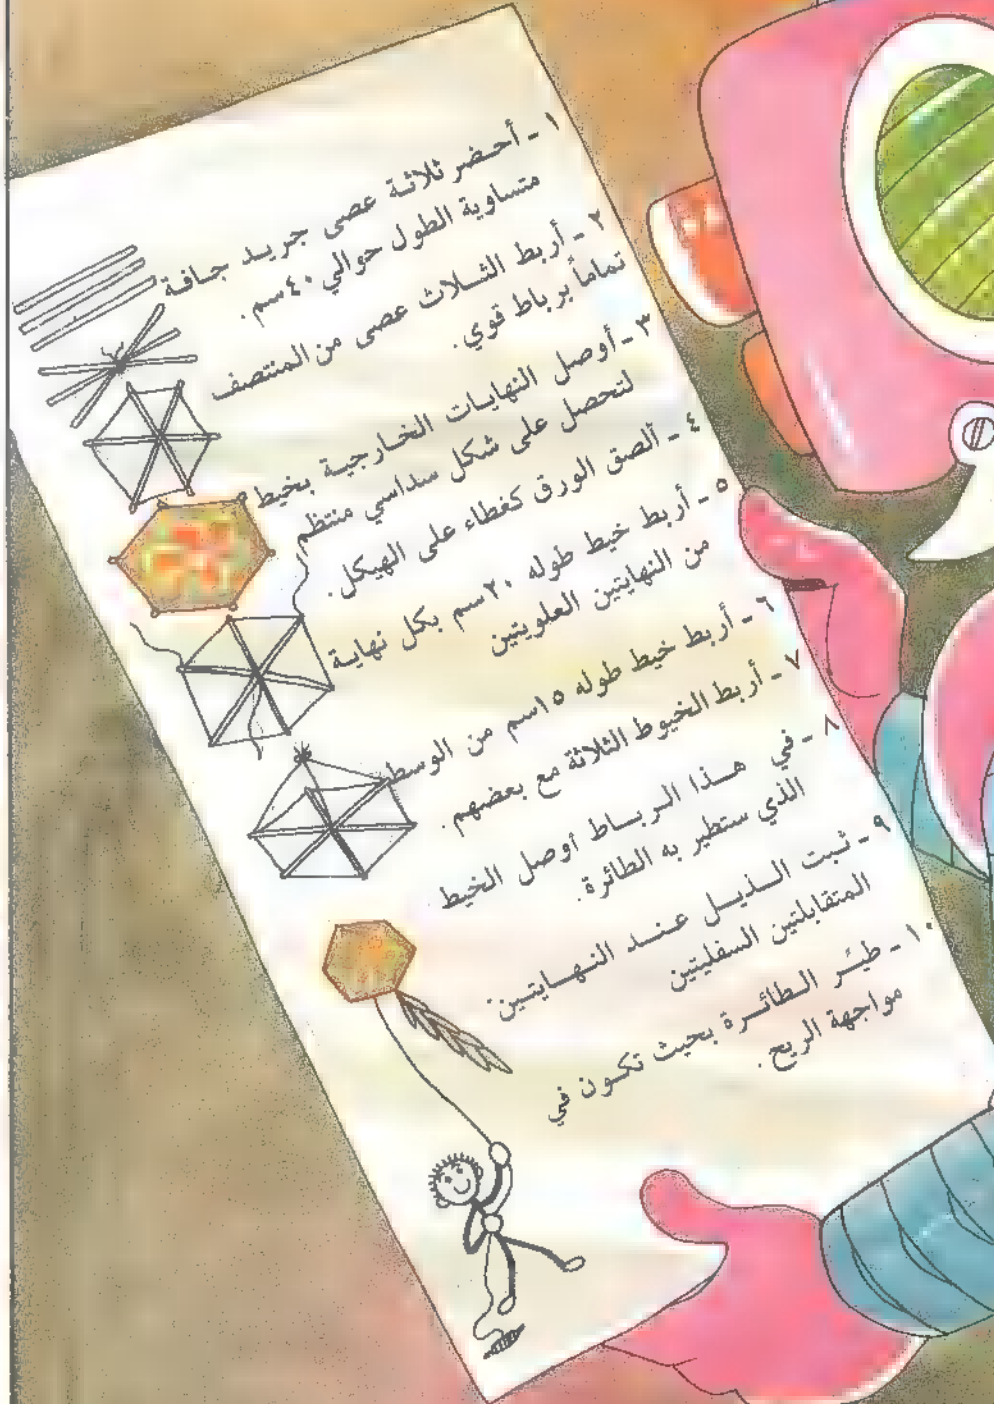 ١ - أحضر ثلاثة عصى جريد جافة
متساوية الطول حوالي ٤٠سم.
٢ - أربط الثلاث عصى من المنتصف
تماماً برباط قوي.
٣ - أوصل النهايات الخارجية بخيط
لتحصل على شكل سداسي منتظم
٤ - ألصق الورق كغطاء على الهيكل.
٥ - أربط خيط طوله ٢٠سم بكل نهاية
من النهايتين العلويتين
٦ - أربط خيط طوله ١٥سم من الوسط
٧ - أربط الخيوط الثلاثة مع بعضهم.
٨ - في هذا الرباط أوصل الخيط
الذي ستطير به الطائرة.
٩ - ثبت الذيل عند النهايتين
المتقابلتين السفليتين
١٠ - طيّر الطائرة بحيث تكون في
مواجهة الريح.